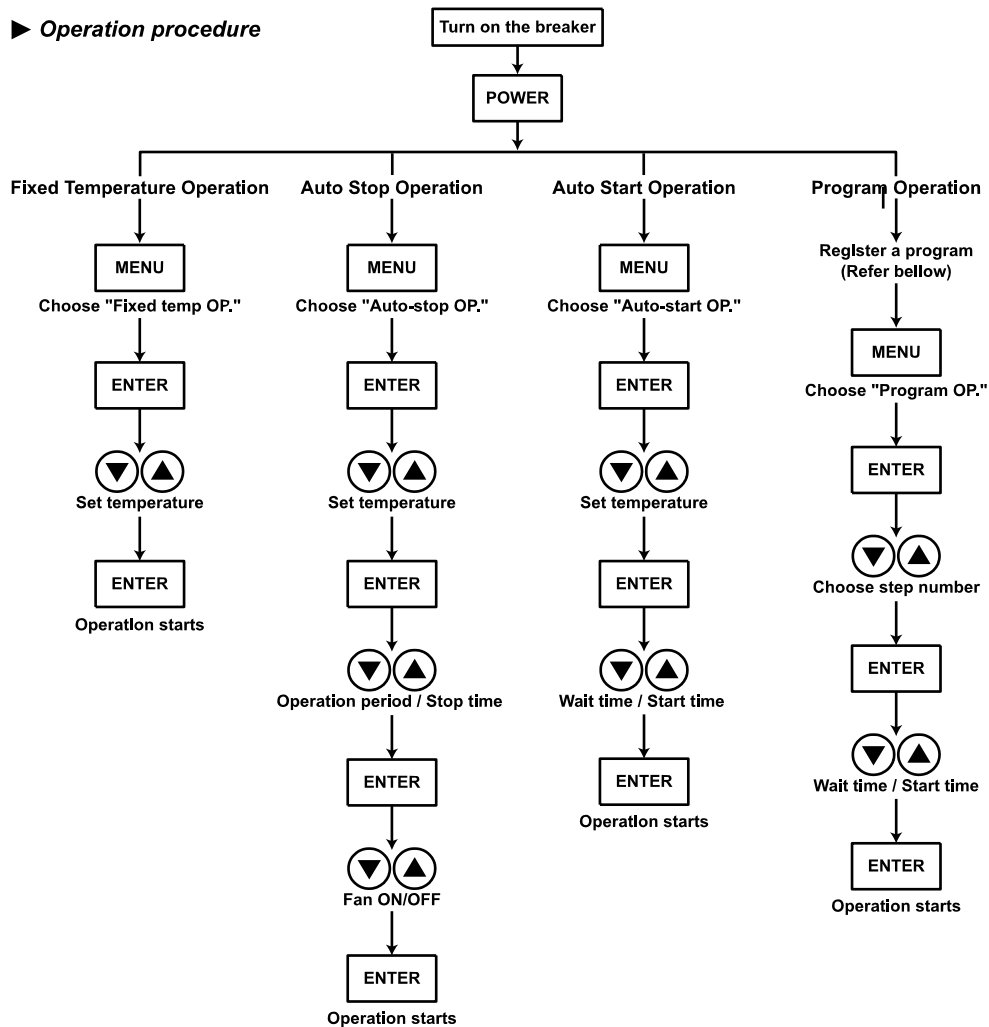 ► Operation procedure
Turn on the breaker
POWER
Fixed Temperature Operation
MENU
Choose "Fixed temp OP."
ENTER
▼ ▲
Set temperature
ENTER
Operation starts
Auto Stop Operation
MENU
Choose "Auto-stop OP."
ENTER
▼ ▲
Set temperature
ENTER
▼ ▲
Operation period / Stop time
ENTER
▼ ▲
Fan ON/OFF
ENTER
Operation starts
Auto Start Operation
MENU
Choose "Auto-start OP."
ENTER
▼ ▲
Set temperature
ENTER
▼ ▲
Wait time / Start time
ENTER
Operation starts
Program Operation
Register a program
(Refer bellow)
MENU
Choose "Program OP."
ENTER
▼ ▲
Choose step number
ENTER
▼ ▲
Wait time / Start time
ENTER
Operation starts